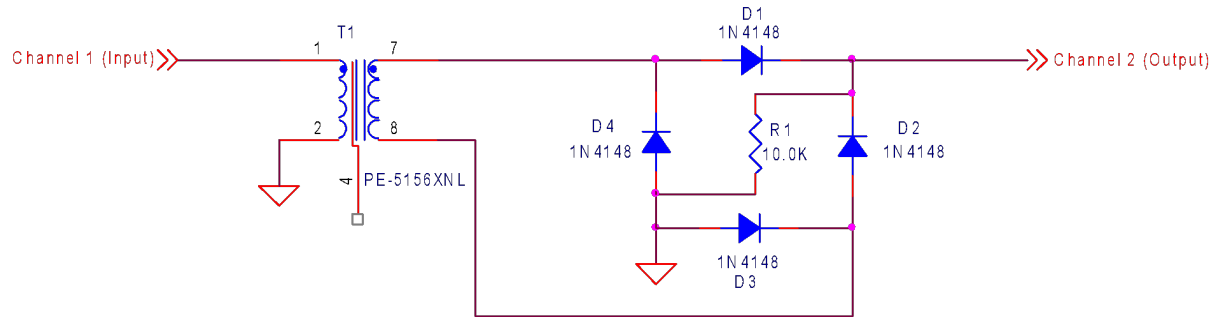 D1
1N4148
T1
1
7
Channel 1 (Input)
Channel 2 (Output)
D4
1N4148
R1
10.0K
D2
1N4148
2
8
4
PE-5156XNL
1N4148
D3